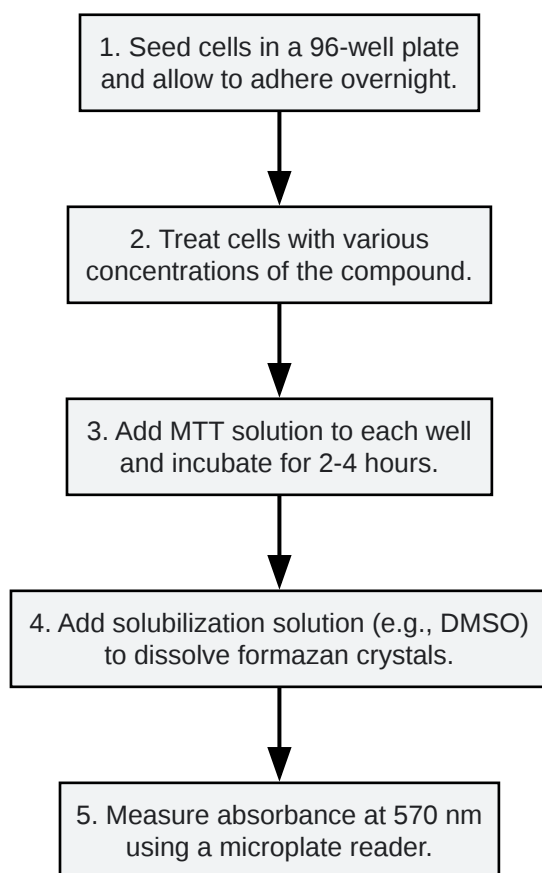 1. Seed cells in a 96-well plate
and allow to adhere overnight.
2. Treat cells with various
concentrations of the compound.
3. Add MTT solution to each well
and incubate for 2-4 hours.
4. Add solubilization solution (e.g., DMSO)
to dissolve formazan crystals.
5. Measure absorbance at 570 nm
using a microplate reader.